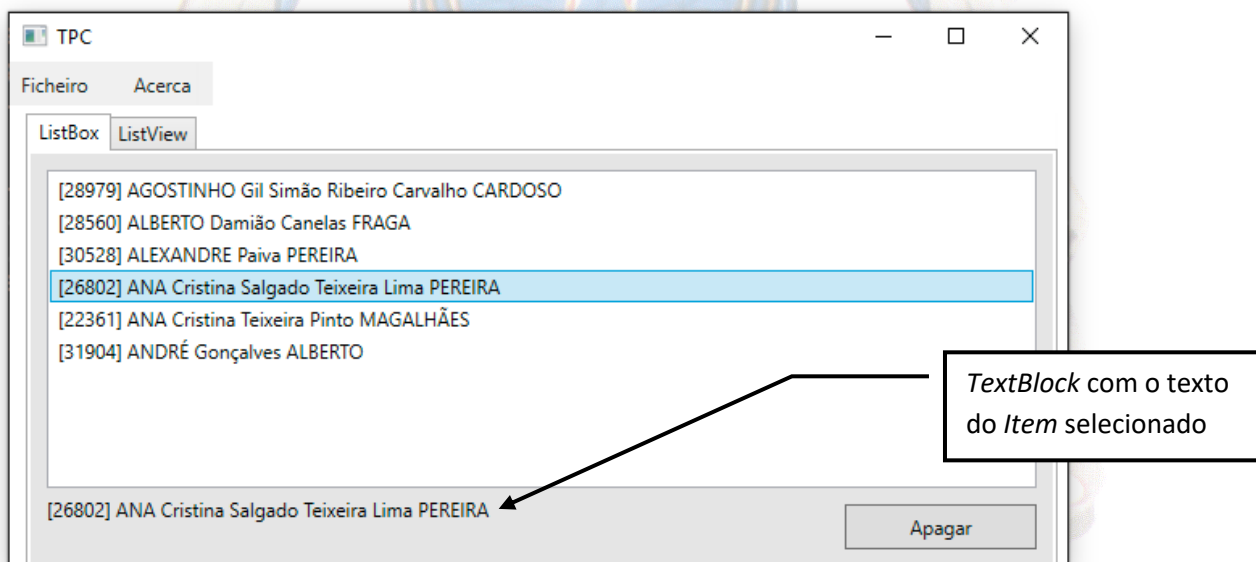 TPC
Ficheiro Acerca
ListBox ListView
[28979] AGOSTINHO Gil Simão Ribeiro Carvalho CARDOSO
[28560] ALBERTO Damião Canelas FRAGA
[30528] ALEXANDRE Paiva PEREIRA
[26802] ANA Cristina Salgado Teixeira Lima PEREIRA
[22361] ANA Cristina Teixeira Pinto MAGALHÃES
[31904] ANDRÉ Gonçalves ALBERTO
TextBlock com o texto
do Item selecionado
[26802] ANA Cristina Salgado Teixeira Lima PEREIRA
Apagar